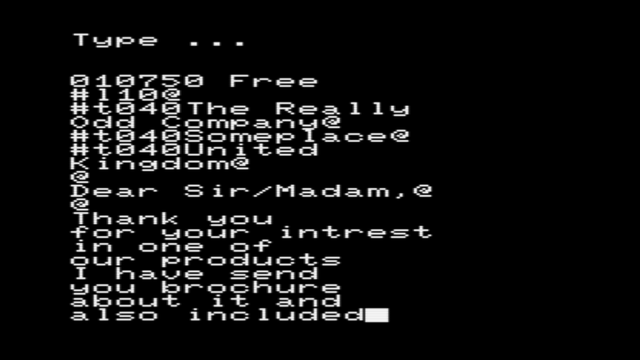 Type ...
010750 Free
#l10@
#t040The Really
Odd Company@
#t040Someplace@
#t040United
Kingdom@
@
Dear Sir/Madam,@
@
Thank you
for your intrest
in one of
our products
I have send
you brochure
about it and
also included